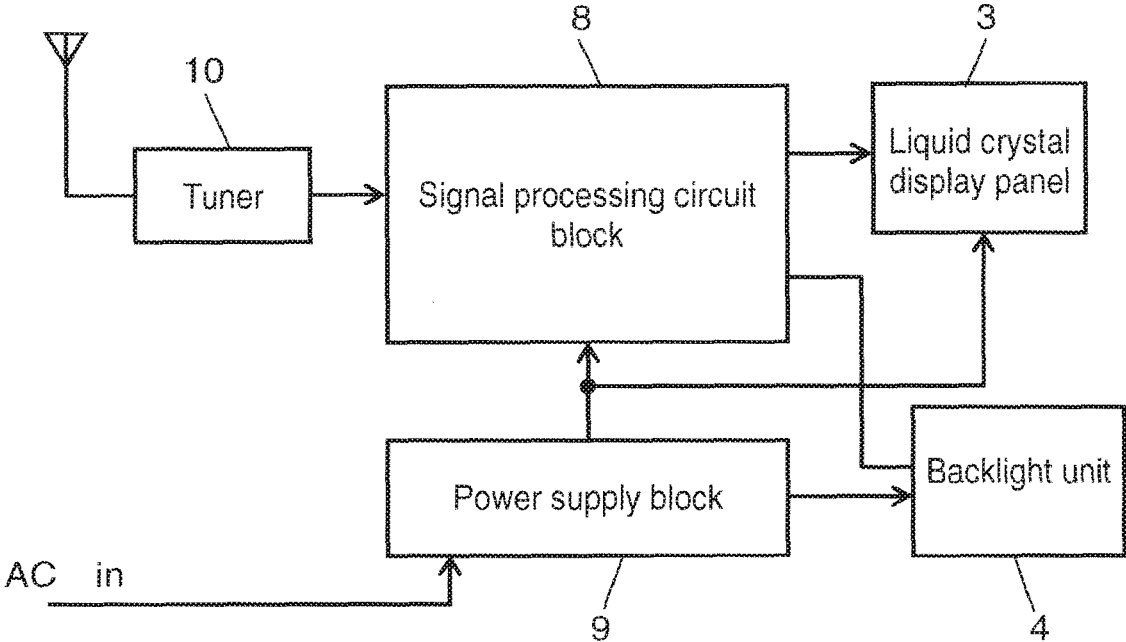 8
3
10
Liquid crystal
display panel
Tuner
Signal processing circuit
block
Backlight unit
Power supply block
AC in
9
4